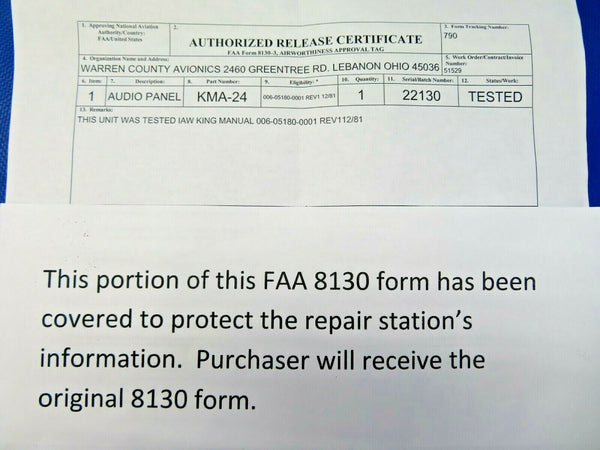 1. Approving National Aviation
Authority/Country:
FAA/United States
2.
AUTHORIZED RELEASE CERTIFICATE
FAA Form 8130-3, AIRWORTHINESS APPROVAL TAG
3. Form Tracking Number:
790
4. Organization Name and Address:
WARREN COUNTY AVIONICS 2460 GREENTREE RD. LEBANON OHIO 45036
5. Work Order/Contract/Invoice
Number:
51529
6. Item: 7. Description: 8. Part Number: 9. Eligibility: * 10. Quantity: 11. Serial/Batch Number: 12. Status/Work:
1 AUDIO PANEL KMA-24 006-05180-0001 REV1 12/81 1 22130 TESTED
13. Remarks:
THIS UNIT WAS TESTED IAW KING MANUAL 006-05180-0001 REV112/81
This portion of this FAA 8130 form has been
covered to protect the repair station's
information. Purchaser will receive the
original 8130 form.